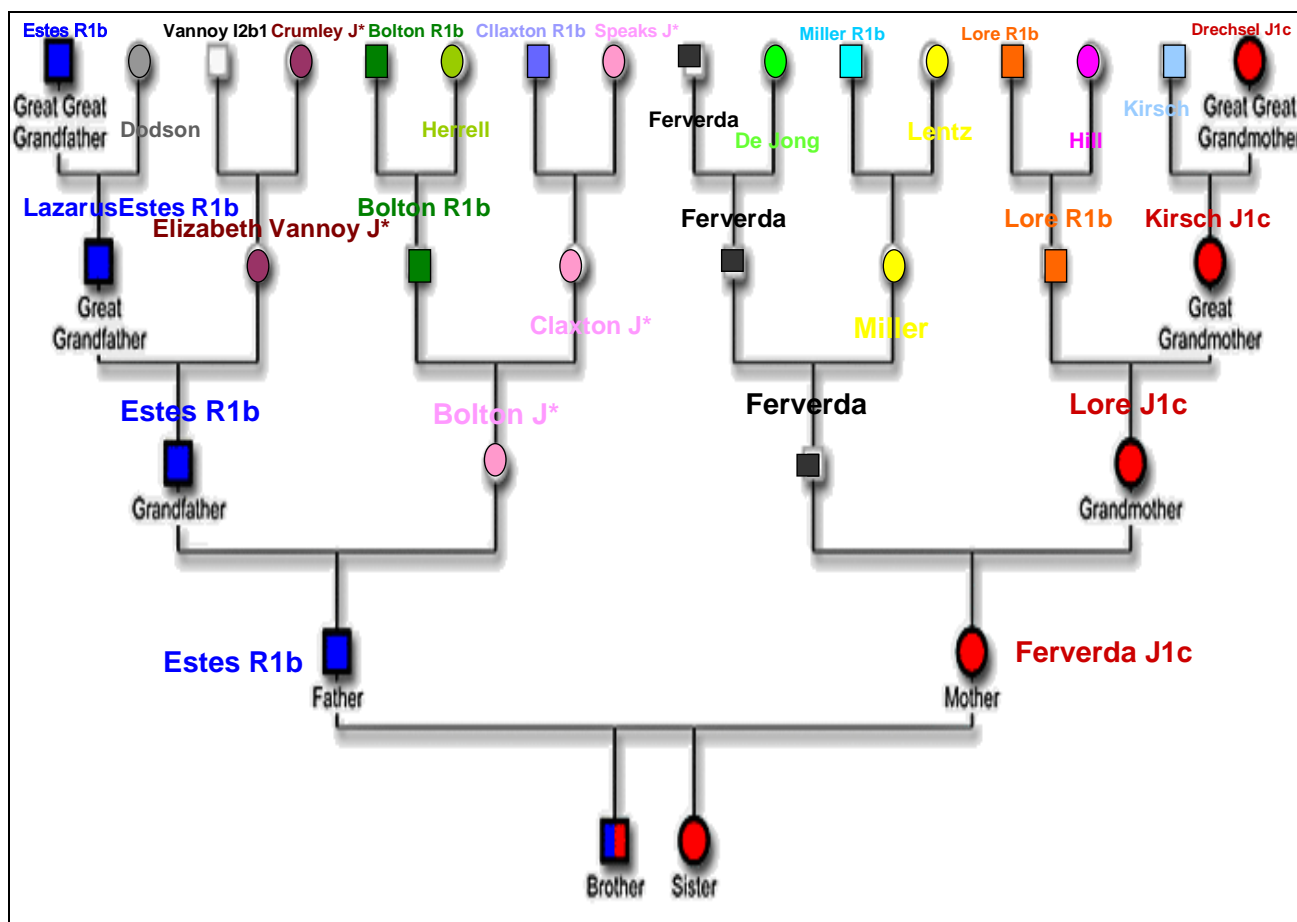 Estes R1b
Vannoy I2b1
Crumley J*
Bolton R1b
Cllaxton R1b
Speaks J*
Miller R1b
Lore R1b
Drechsel J1c
Great Great
Grandfather
Dodson
Herrell
Ferverda
De Jong
Lentz
Hill
Kirsch
Great Great
Grandmother
LazarusEstes R1b
Elizabeth Vannoy J*
Bolton R1b
Ferverda
Lore R1b
Kirsch J1c
Great
Grandfather
Claxton J*
Miller
Great
Grandmother
Estes R1b
Bolton J*
Ferverda
Lore J1c
Grandfather
Grandmother
Estes R1b
Ferverda J1c
Father
Mother
Brother
Sister